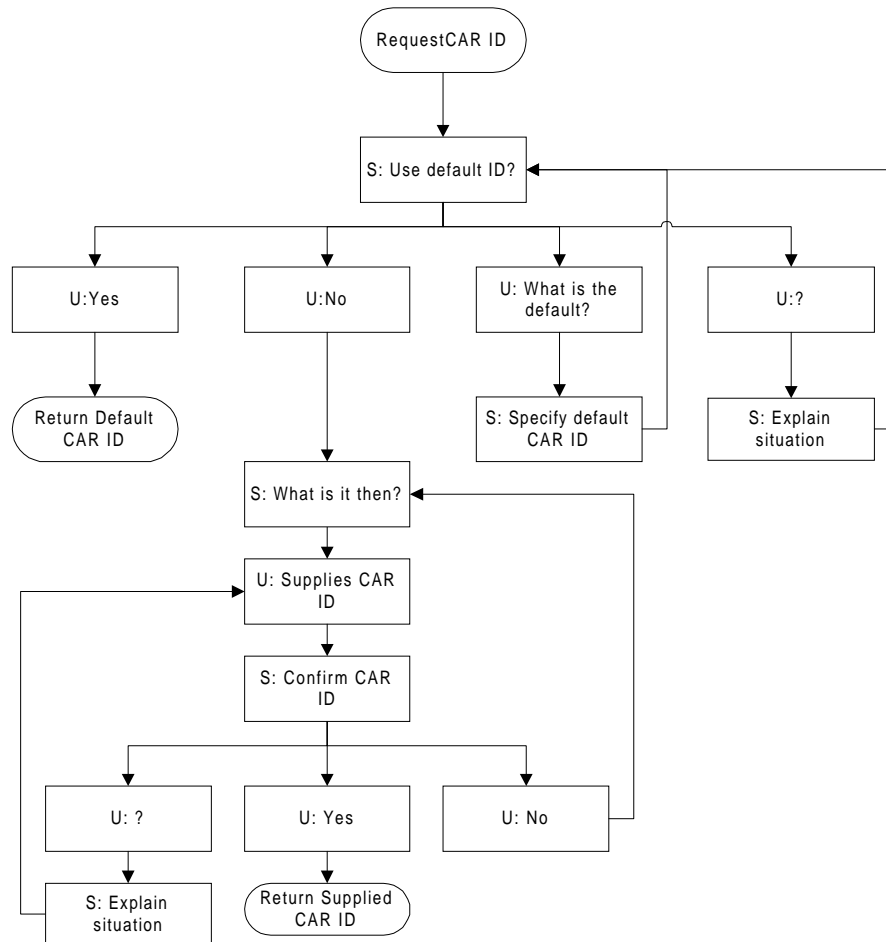 RequestCAR ID
S: Use default ID?
U:Yes
U:No
U: What is the
default?
U:?
Return Default
CAR ID
S: Specify default
CAR ID
S: Explain
situation
S: What is it then?
U: Supplies CAR
ID
S: Confirm CAR
ID
U: ?
U: Yes
U: No
S: Explain
situation
Return Supplied
CAR ID